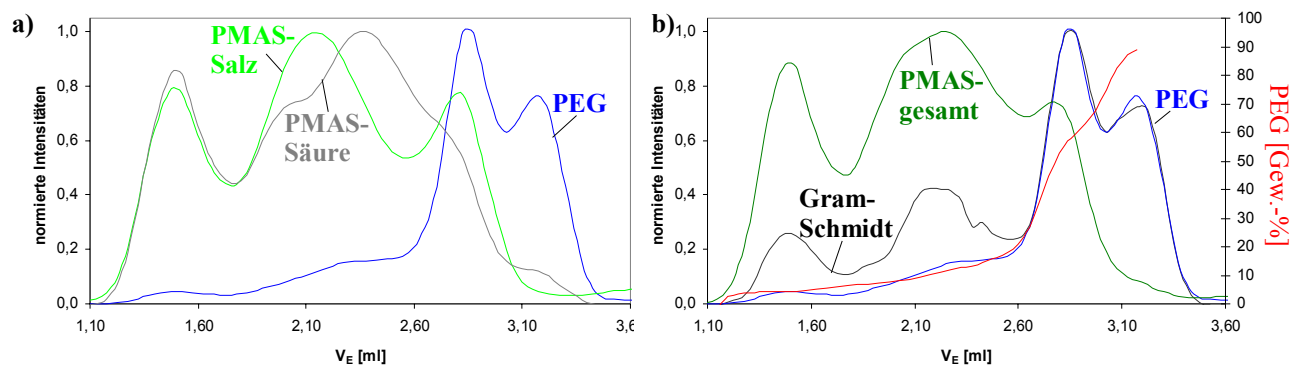 a)
normierte Intensitäten
1,0
0,8
0,6
0,4
0,2
0,0
PMAS-
Salz
PMAS-
Säure
PEG
1,10
1,60
2,10
2,60
3,10
3,6
V_E [ml]
b)
normierte Intensitäten
1,0
0,8
0,6
0,4
0,2
0,0
PMAS-
gesamt
PEG
Gram-
Schmidt
100
90
80
70
60
50
40
30
20
10
0
PEG [Gew.-%]
1,10
1,60
2,10
2,60
3,10
3,60
V_E [ml]